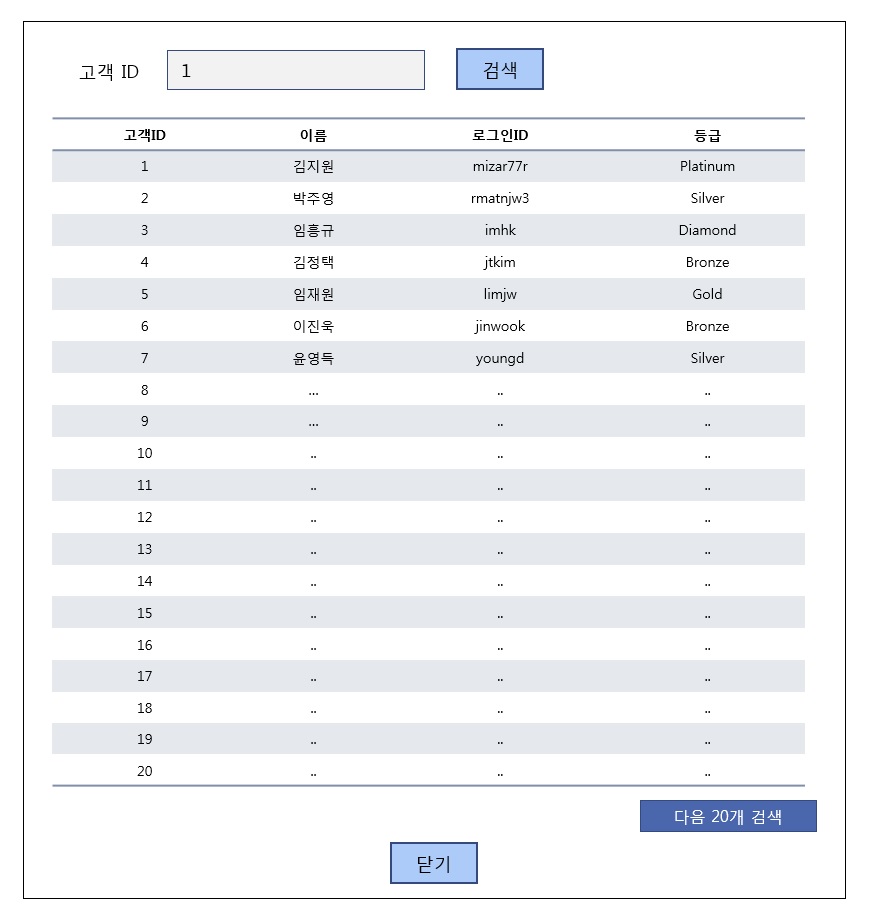 고객 ID 1 검색
고객ID 이름 로그인ID 등급
1 김지원 mizar77r Platinum
2 박주영 rmatnjw3 Silver
3 임흥규 imhk Diamond
4 김정택 jtkim Bronze
5 임재원 limjw Gold
6 이진욱 jinwook Bronze
7 윤영득 youngd Silver
8 ... .. ..
9 ... .. ..
10 .. .. ..
11 .. .. ..
12 .. .. ..
13 .. .. ..
14 .. .. ..
15 .. .. ..
16 .. .. ..
17 .. .. ..
18 .. .. ..
19 .. .. ..
20 .. .. ..
다음 20개 검색
닫기